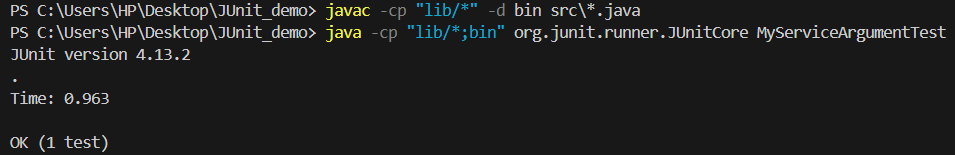 PS C:\Users\HP\Desktop\JUnit_demo> javac -cp "lib/*" -d bin src\*.java
PS C:\Users\HP\Desktop\JUnit_demo> java -cp "lib/*;bin" org.junit.runner.JUnitCore MyServiceArgumentTest
JUnit version 4.13.2
.
Time: 0.963
OK (1 test)